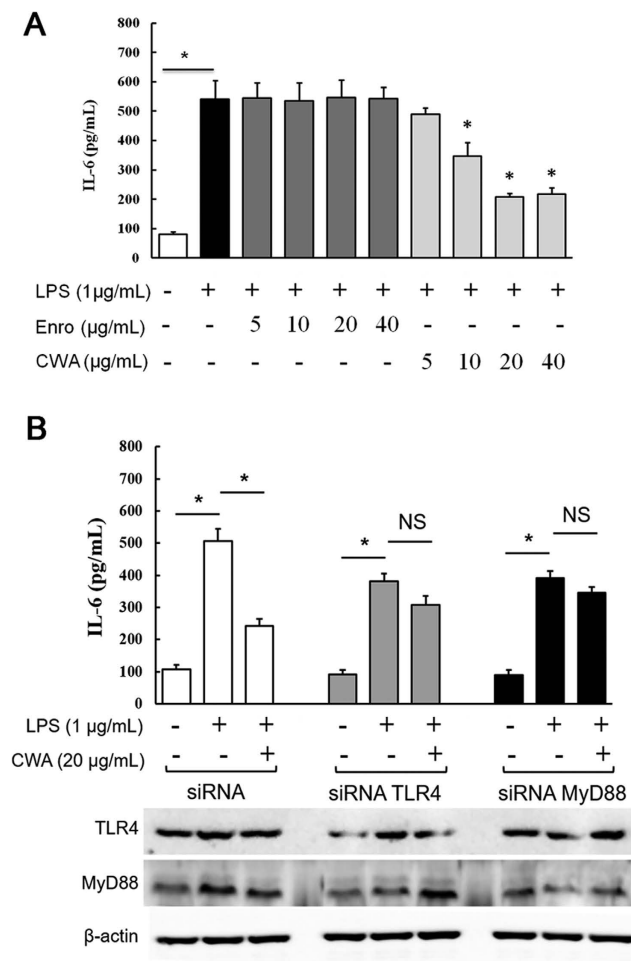 A
800
700
600
500
400
300
200
100
0
IL-6 (pg/mL)
*
*
*
*
LPS (1µg/mL) - + + + + + + + + +
Enro (µg/mL) - - 5 10 20 40 - - - -
CWA (µg/mL) - - - - - - 5 10 20 40
B
800
700
600
500
400
300
200
100
0
IL-6 (pg/mL)
* *
* NS
* NS
LPS (1 µg/mL) - + + - + + - + +
CWA (20 µg/mL) - - + - - + - - +
siRNA siRNA TLR4 siRNA MyD88
TLR4
MyD88
β-actin